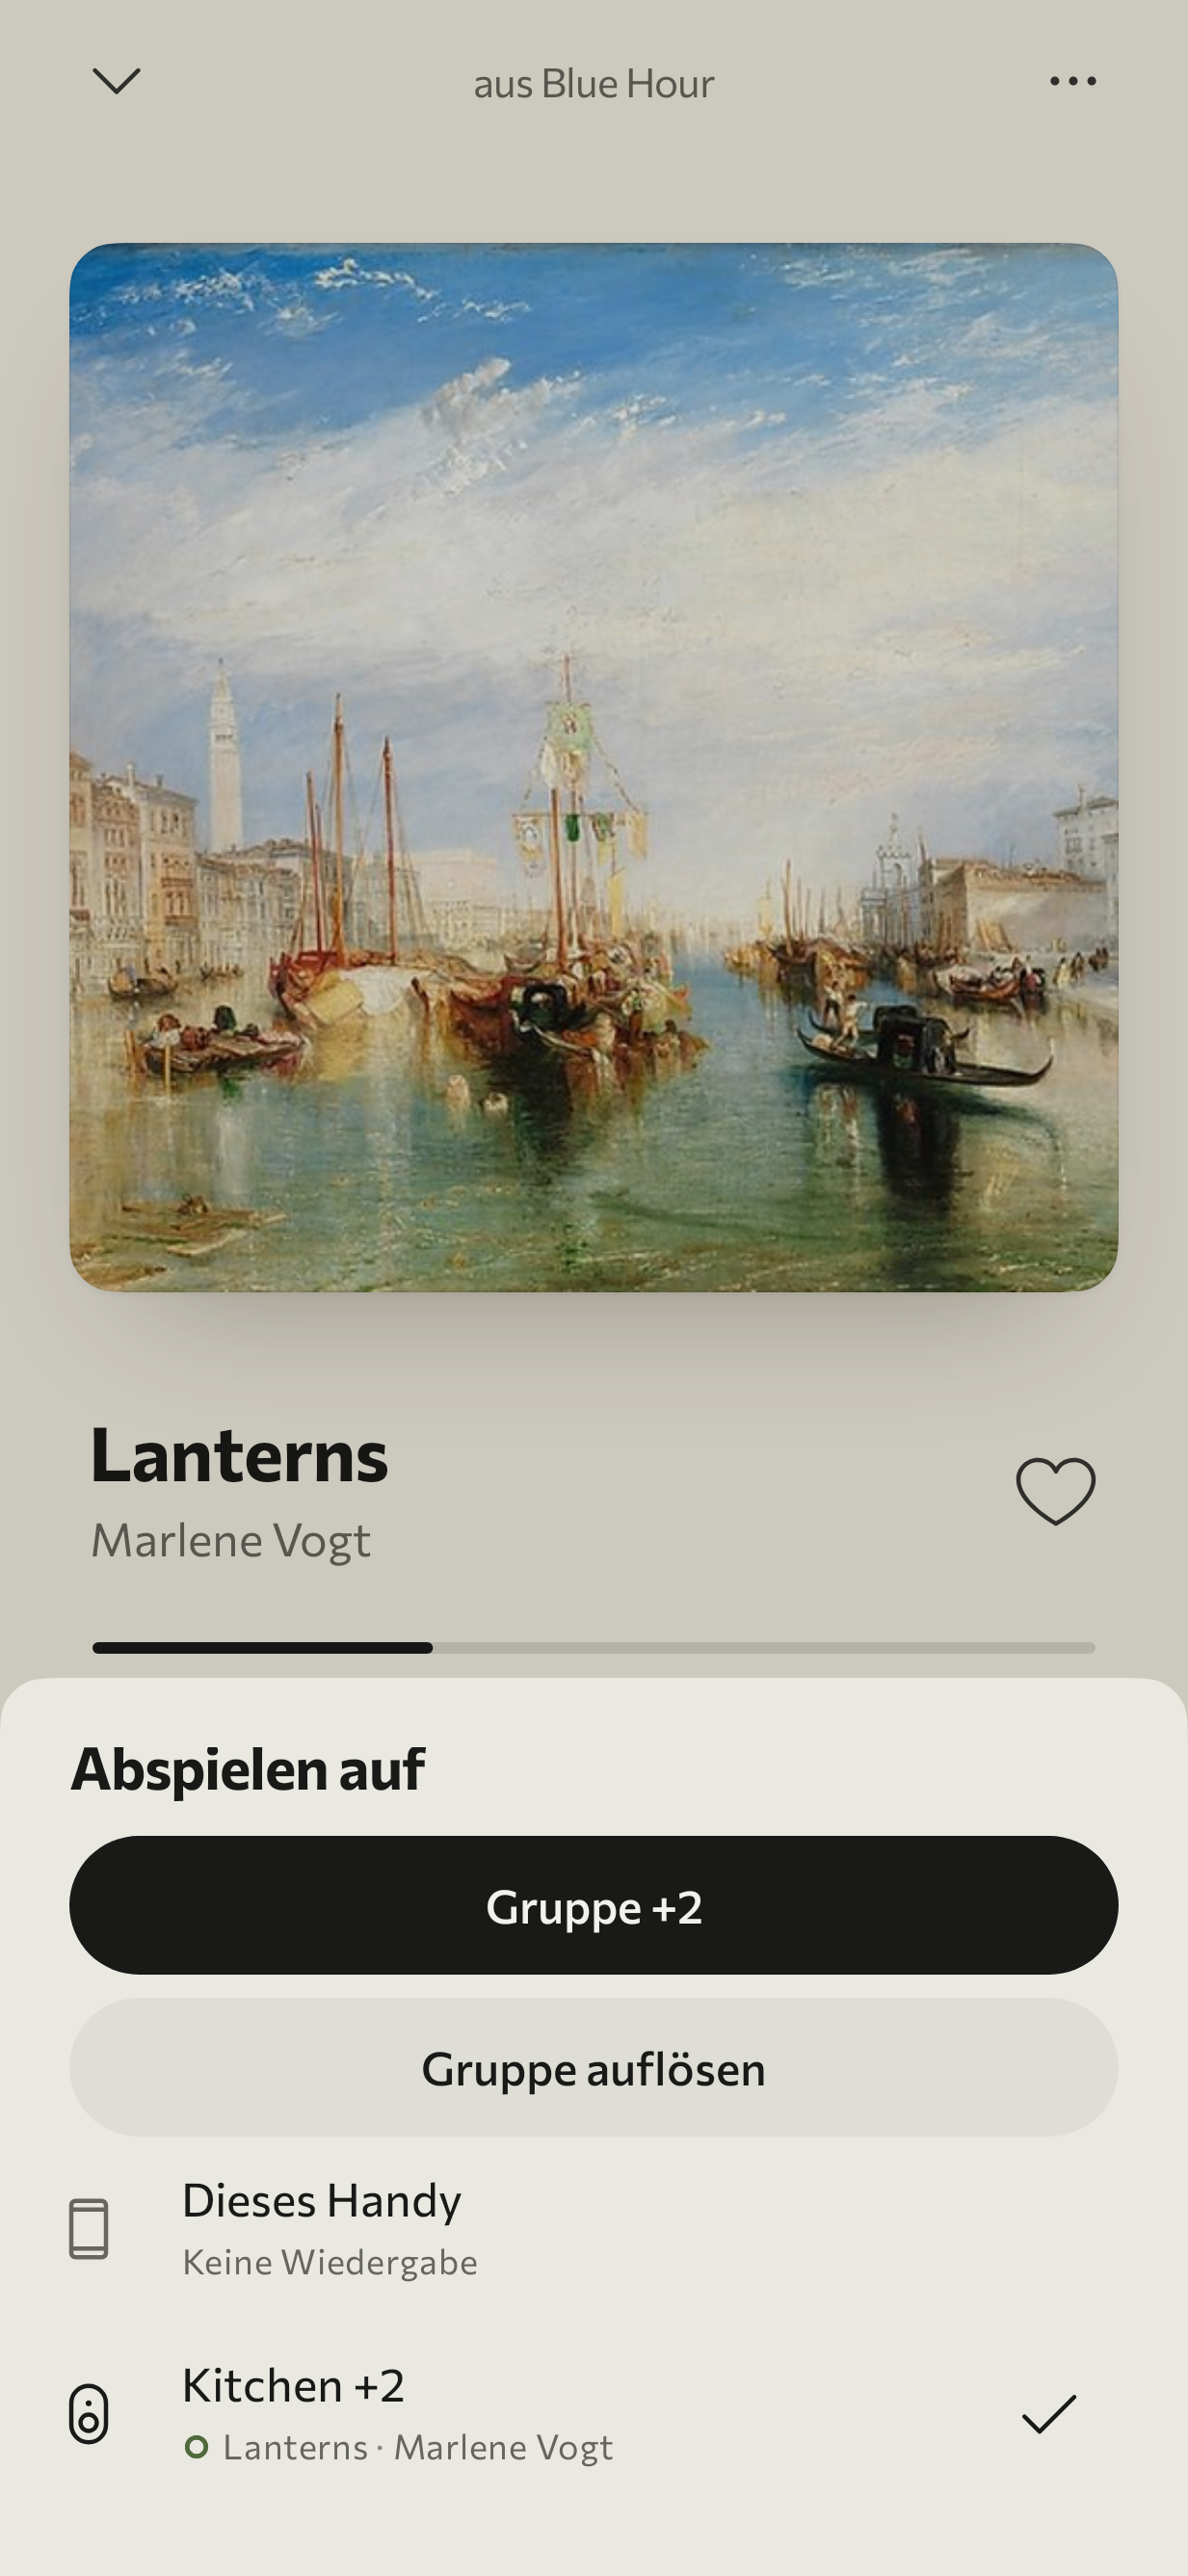 aus Blue Hour
Lanterns
Marlene Vogt
Abspielen auf
Gruppe +2
Gruppe auflösen
Dieses Handy
Keine Wiedergabe
Kitchen +2
Lanterns · Marlene Vogt